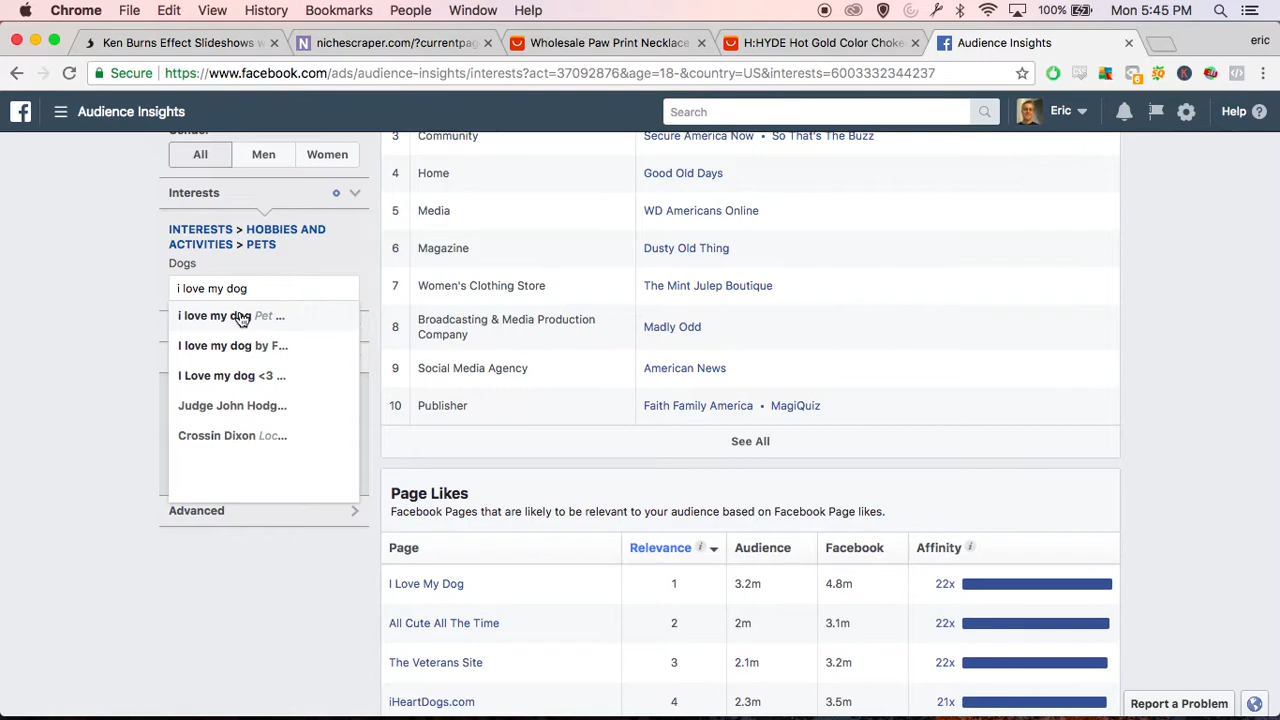 Chrome File Edit View History Bookmarks People Window Help 100% Mon 5:45 PM
Ken Burns Effect Slideshows w × nichescraper.com/?currentpag × Wholesale Paw Print Necklace × H:HYDE Hot Gold Color Choke × Audience Insights × eric
Secure https://www.facebook.com/ads/audience-insights/interests?act=37092876&age=18-&country=US&interests=6003332344237
Audience Insights Search Eric Help
All Men Women
Interests
INTERESTS > HOBBIES AND
ACTIVITIES > PETS
Dogs
i love my dog
i love my dog Pet ...
I love my dog by F...
I Love my dog <3 ...
Judge John Hodg...
Crossin Dixon Loc...
Advanced
3 Community Secure America Now • So That's The Buzz
4 Home Good Old Days
5 Media WD Americans Online
6 Magazine Dusty Old Thing
7 Women's Clothing Store The Mint Julep Boutique
8 Broadcasting & Media Production
Company Madly Odd
9 Social Media Agency American News
10 Publisher Faith Family America • MagiQuiz
See All
Page Likes
Facebook Pages that are likely to be relevant to your audience based on Facebook Page likes.
Page Relevance Audience Facebook Affinity
I Love My Dog 1 3.2m 4.8m 22x
All Cute All The Time 2 2m 3.1m 22x
The Veterans Site 3 2.1m 3.2m 22x
iHeartDogs.com 4 2.3m 3.5m 21x
Report a Problem